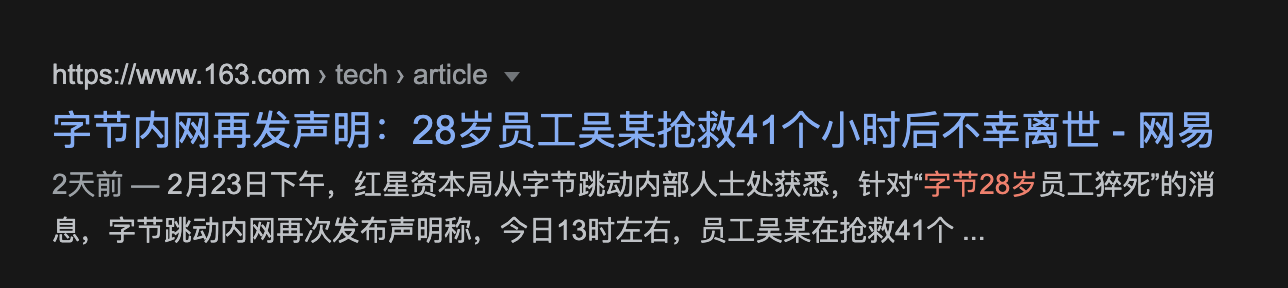 https://www.163.com › tech › article
字节内网再发声明：28岁员工吴某抢救41个小时后不幸离世 - 网易
2天前 — 2月23日下午，红星资本局从字节跳动内部人士处获悉，针对“字节28岁员工猝死”的消
息，字节跳动内网再次发布声明称，今日13时左右，员工吴某在抢救41个 ...